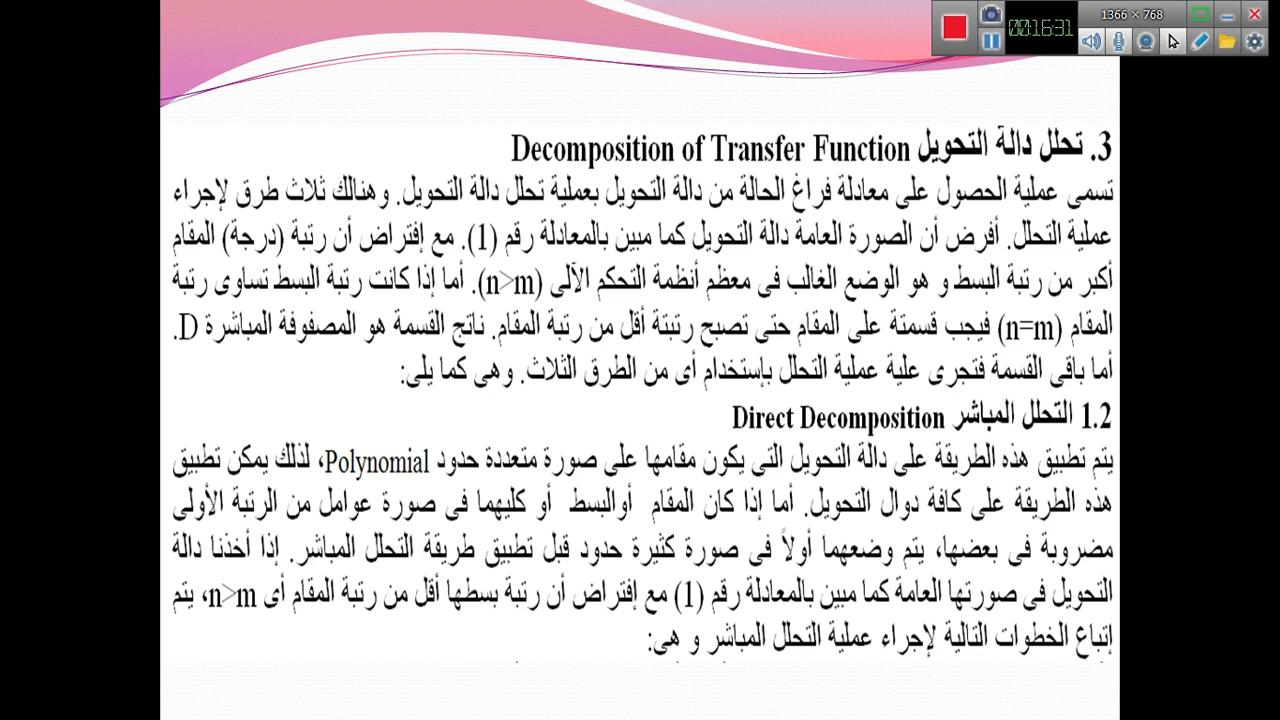 1366 × 768
00:16:31
3. تحلل دالة التحويل Decomposition of Transfer Function
تسمى عملية الحصول على معادلة فراغ الحالة من دالة التحويل بعملية تحلل دالة التحويل. وهنالك ثلاث طرق لإجراء
عملية التحلل. أفرض أن الصورة العامة دالة التحويل كما مبين بالمعادلة رقم (1). مع إفتراض أن رتبة (درجة) المقام
أكبر من رتبة البسط و هو الوضع الغالب فى معظم أنظمة التحكم الآلى (n>m). أما إذا كانت رتبة البسط تساوى رتبة
المقام (n=m) فيجب قسمتة على المقام حتى تصبح رتبتة أقل من رتبة المقام. ناتج القسمة هو المصفوفة المباشرة D.
أما باقى القسمة فتجرى علية عملية التحلل بإستخدام أى من الطرق الثلاث. وهى كما يلى:
1.2 التحلل المباشر Direct Decomposition
يتم تطبيق هذه الطريقة على دالة التحويل التى يكون مقامها على صورة متعددة حدود Polynomial، لذلك يمكن تطبيق
هذه الطريقة على كافة دوال التحويل. أما إذا كان المقام أوالبسط أو كليهما فى صورة عوامل من الرتبة الأولى
مضروبة فى بعضها، يتم وضعهما أولاً فى صورة كثيرة حدود قبل تطبيق طريقة التحلل المباشر. إذا أخذنا دالة
التحويل فى صورتها العامة كما مبين بالمعادلة رقم (1) مع إفتراض أن رتبة بسطها أقل من رتبة المقام أى n>m، يتم
إتباع الخطوات التالية لإجراء عملية التحلل المباشر و هى: